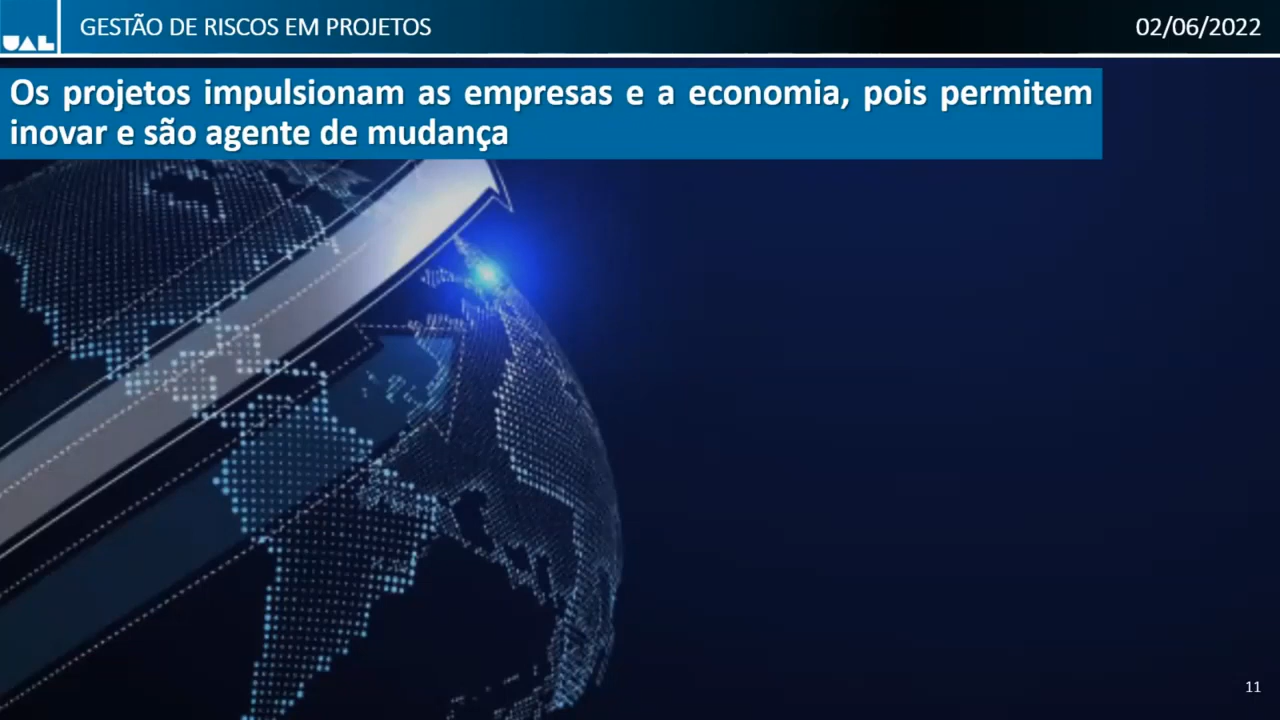 UAL
GESTÃO DE RISCOS EM PROJETOS
02/06/2022
Os projetos impulsionam as empresas e a economia, pois permitem
inovar e são agente de mudança
11